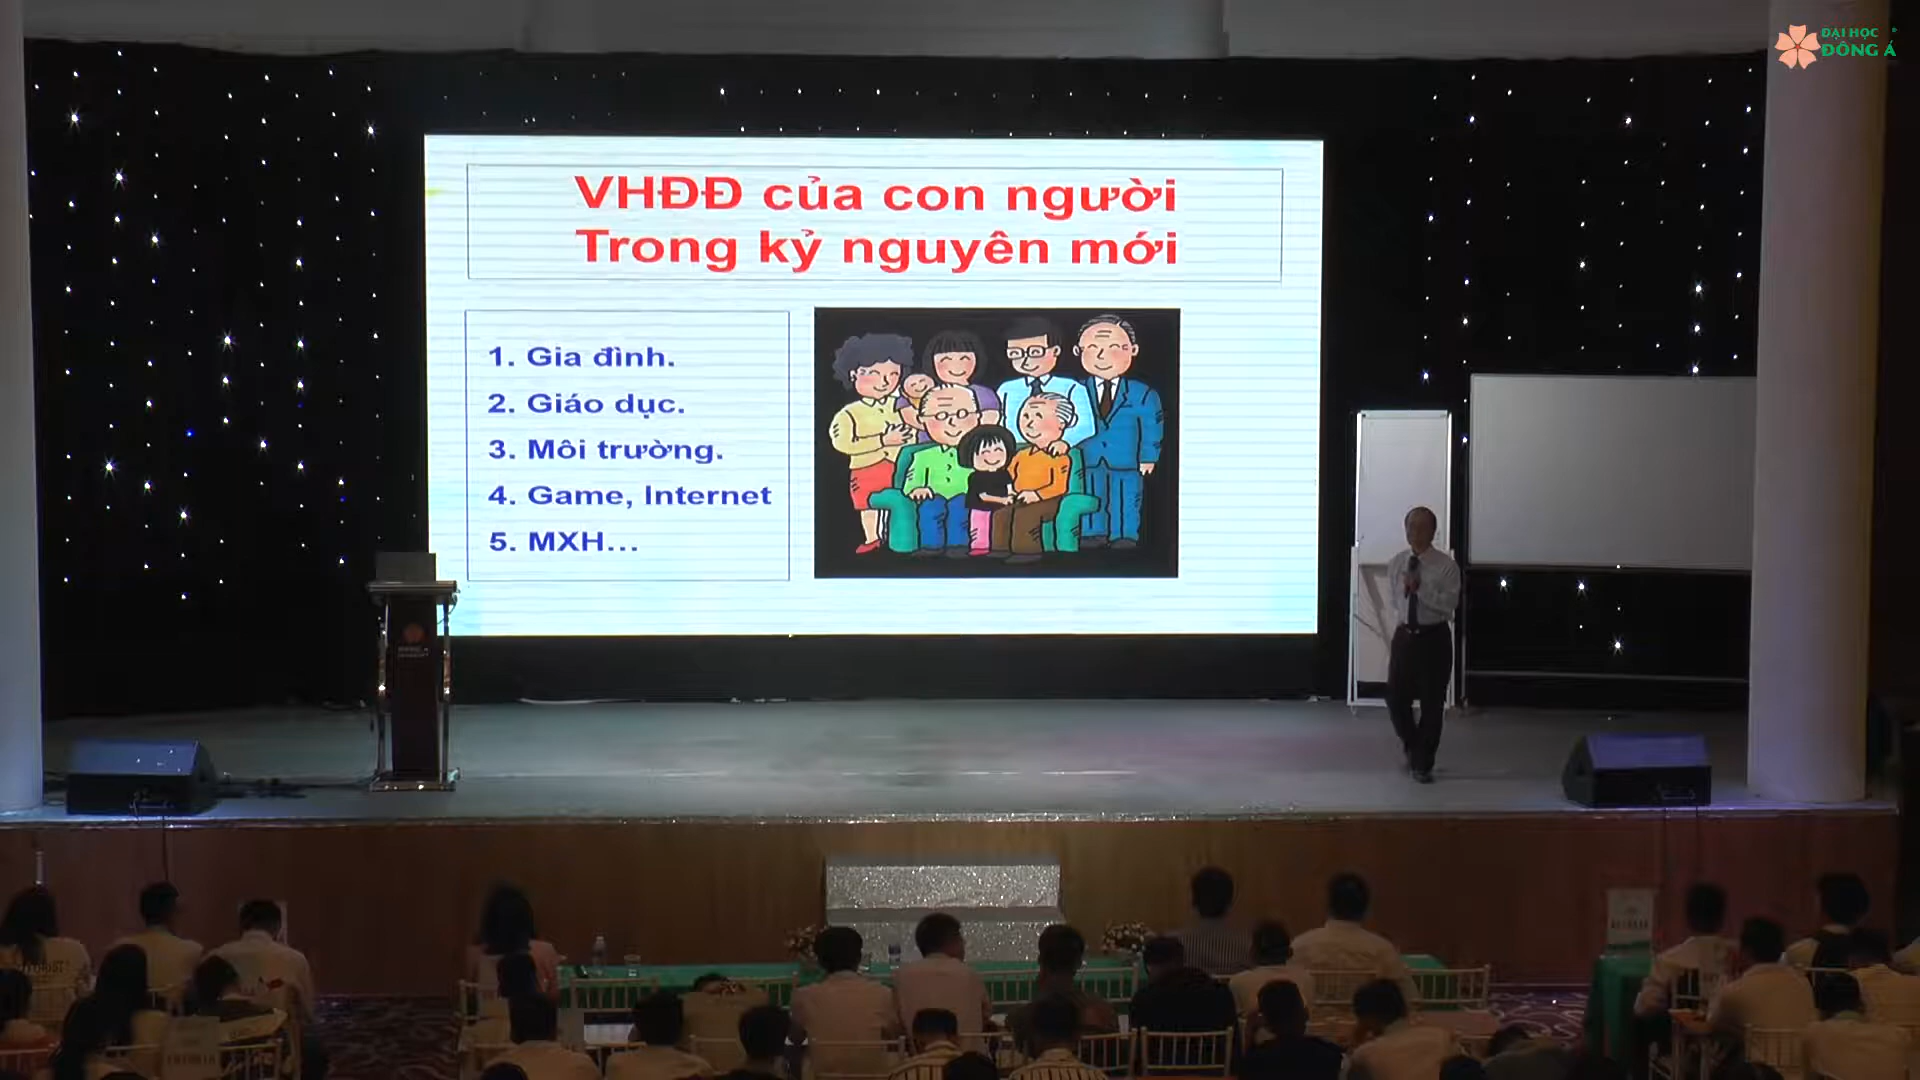 ĐẠI HỌC
ĐÔNG Á
VHĐĐ của con người
Trong kỷ nguyên mới
1. Gia đình.
2. Giáo dục.
3. Môi trường.
4. Game, Internet
5. MXH...